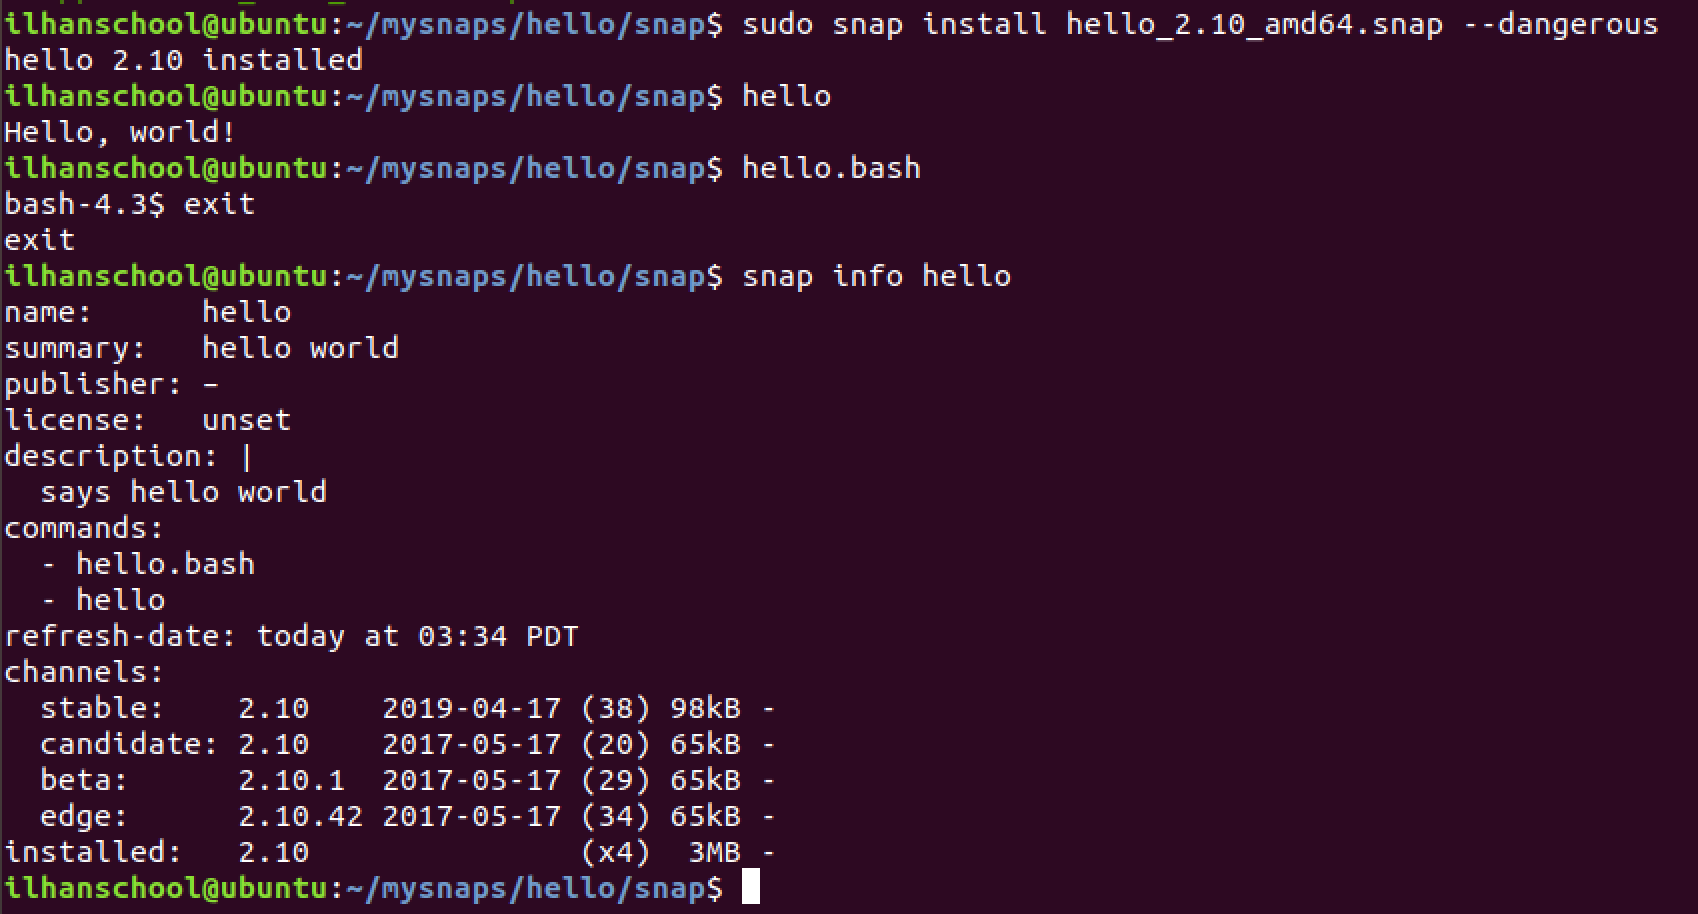 ilhanschool@ubuntu:~/mysnaps/hello/snap$ sudo snap install hello_2.10_amd64.snap --dangerous
hello 2.10 installed
ilhanschool@ubuntu:~/mysnaps/hello/snap$ hello
Hello, world!
ilhanschool@ubuntu:~/mysnaps/hello/snap$ hello.bash
bash-4.3$ exit
exit
ilhanschool@ubuntu:~/mysnaps/hello/snap$ snap info hello
name:      hello
summary:   hello world
publisher: –
license:   unset
description: |
  says hello world
commands:
  - hello.bash
  - hello
refresh-date: today at 03:34 PDT
channels:
  stable:    2.10    2019-04-17 (38) 98kB -
  candidate: 2.10    2017-05-17 (20) 65kB -
  beta:      2.10.1  2017-05-17 (29) 65kB -
  edge:      2.10.42 2017-05-17 (34) 65kB -
installed:   2.10               (x4)  3MB -
ilhanschool@ubuntu:~/mysnaps/hello/snap$